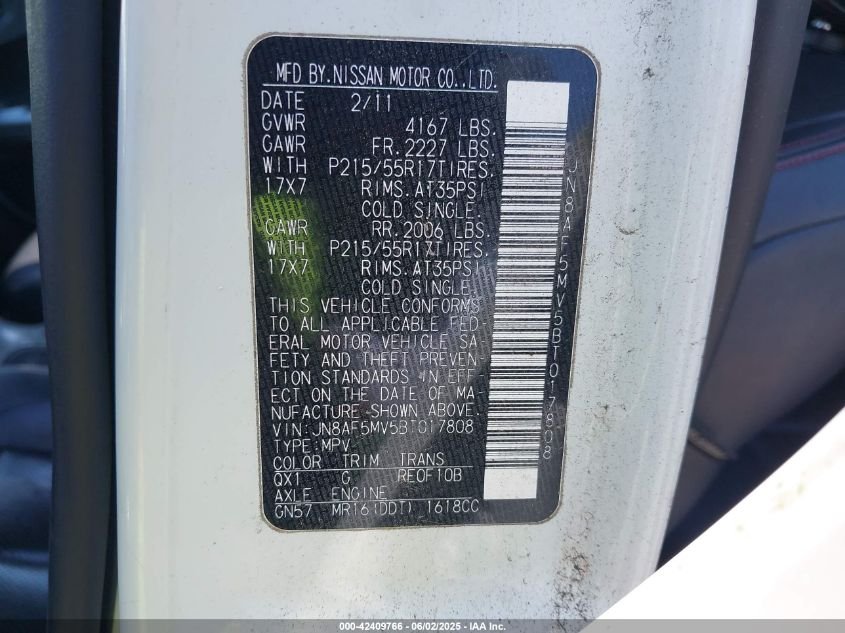 MFD BY.NISSAN MOTOR CO.,LTD.
DATE 2/11
GVWR 4167 LBS.
GAWR FR.2227 LBS.
WITH P215/55R17TIRES.
17X7 RIMS.AT35PSI
COLD SINGLE.
GAWR RR.2006 LBS.
WITH P215/55R17TIRES.
17X7 RIMS.AT35PSI
COLD SINGLE.
THIS VEHICLE CONFORMS
TO ALL APPLICABLE FED-
ERAL MOTOR VEHICLE SA
FETY AND THEFT PREVEN
TION STANDARDS IN EFF
ECT ON THE DATE OF MA-
NUFACTURE SHOWN ABOVE.
VIN:JN8AF5MV5BT017808
TYPE:MPV
COLOR TRIM TRANS
QX1 G RE0F10B
AXLE ENGINE
GN57 MR16(DDT) 1618CC
JN8AF5MV5BT017808
000-42409766 - 06/02/2025 - IAA Inc.